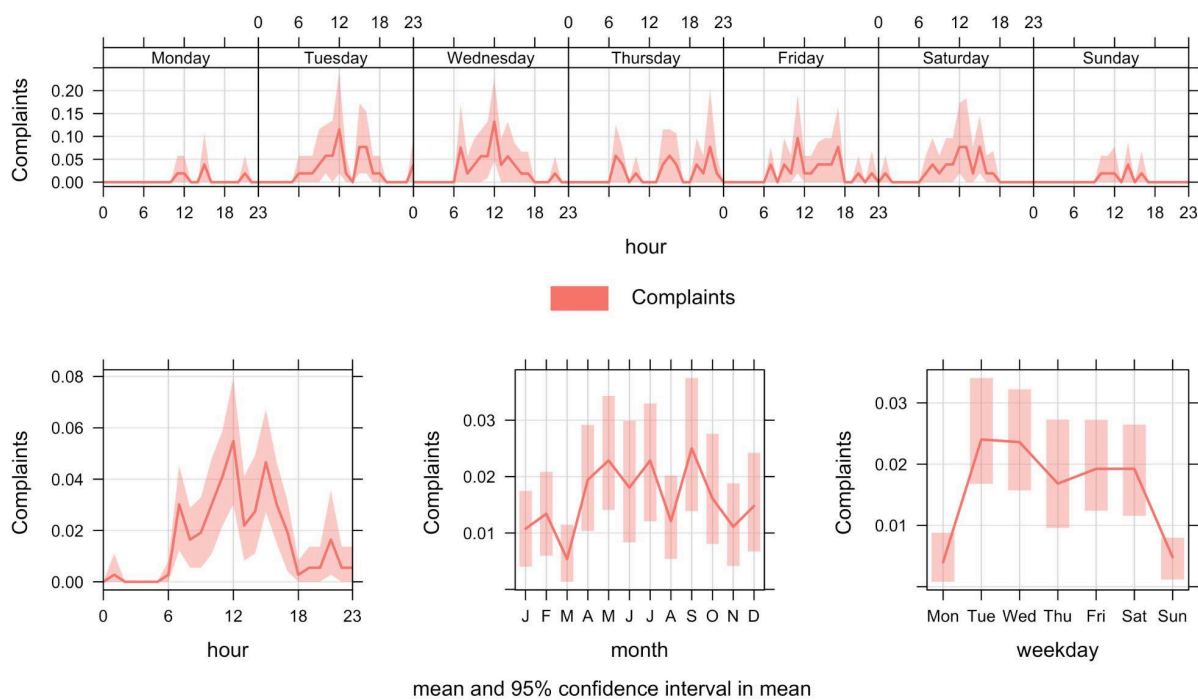 0 6 12 18 23 0 6 12 18 23 0 6 12 18 23
Monday Tuesday Wednesday Thursday Friday Saturday Sunday
Complaints
0.20
0.15
0.10
0.05
0.00
0 6 12 18 23 0 6 12 18 23 0 6 12 18 23 0 6 12 18 23
hour
Complaints
Complaints
0.08
0.06
0.04
0.02
0.00
0 6 12 18 23
hour
Complaints
0.03
0.02
0.01
J F M A M J J A S O N D
month
Complaints
0.03
0.02
0.01
Mon Tue Wed Thu Fri Sat Sun
weekday
mean and 95% confidence interval in mean